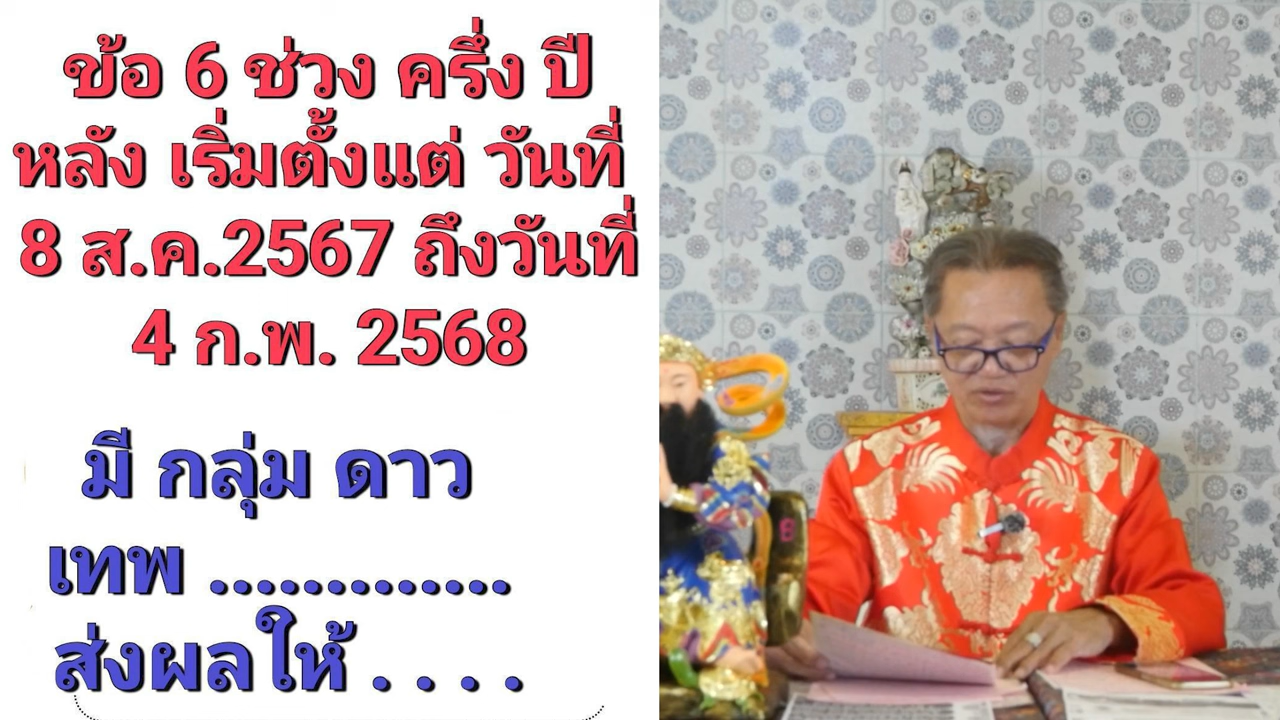 ข้อ 6 ช่วง ครึ่ง ปี
หลัง เริ่มตั้งแต่ วันที่
8 ส.ค.2567 ถึงวันที่
4 ก.พ. 2568
มี กลุ่ม ดาว
เทพ .............
ส่งผลให้ . . . .